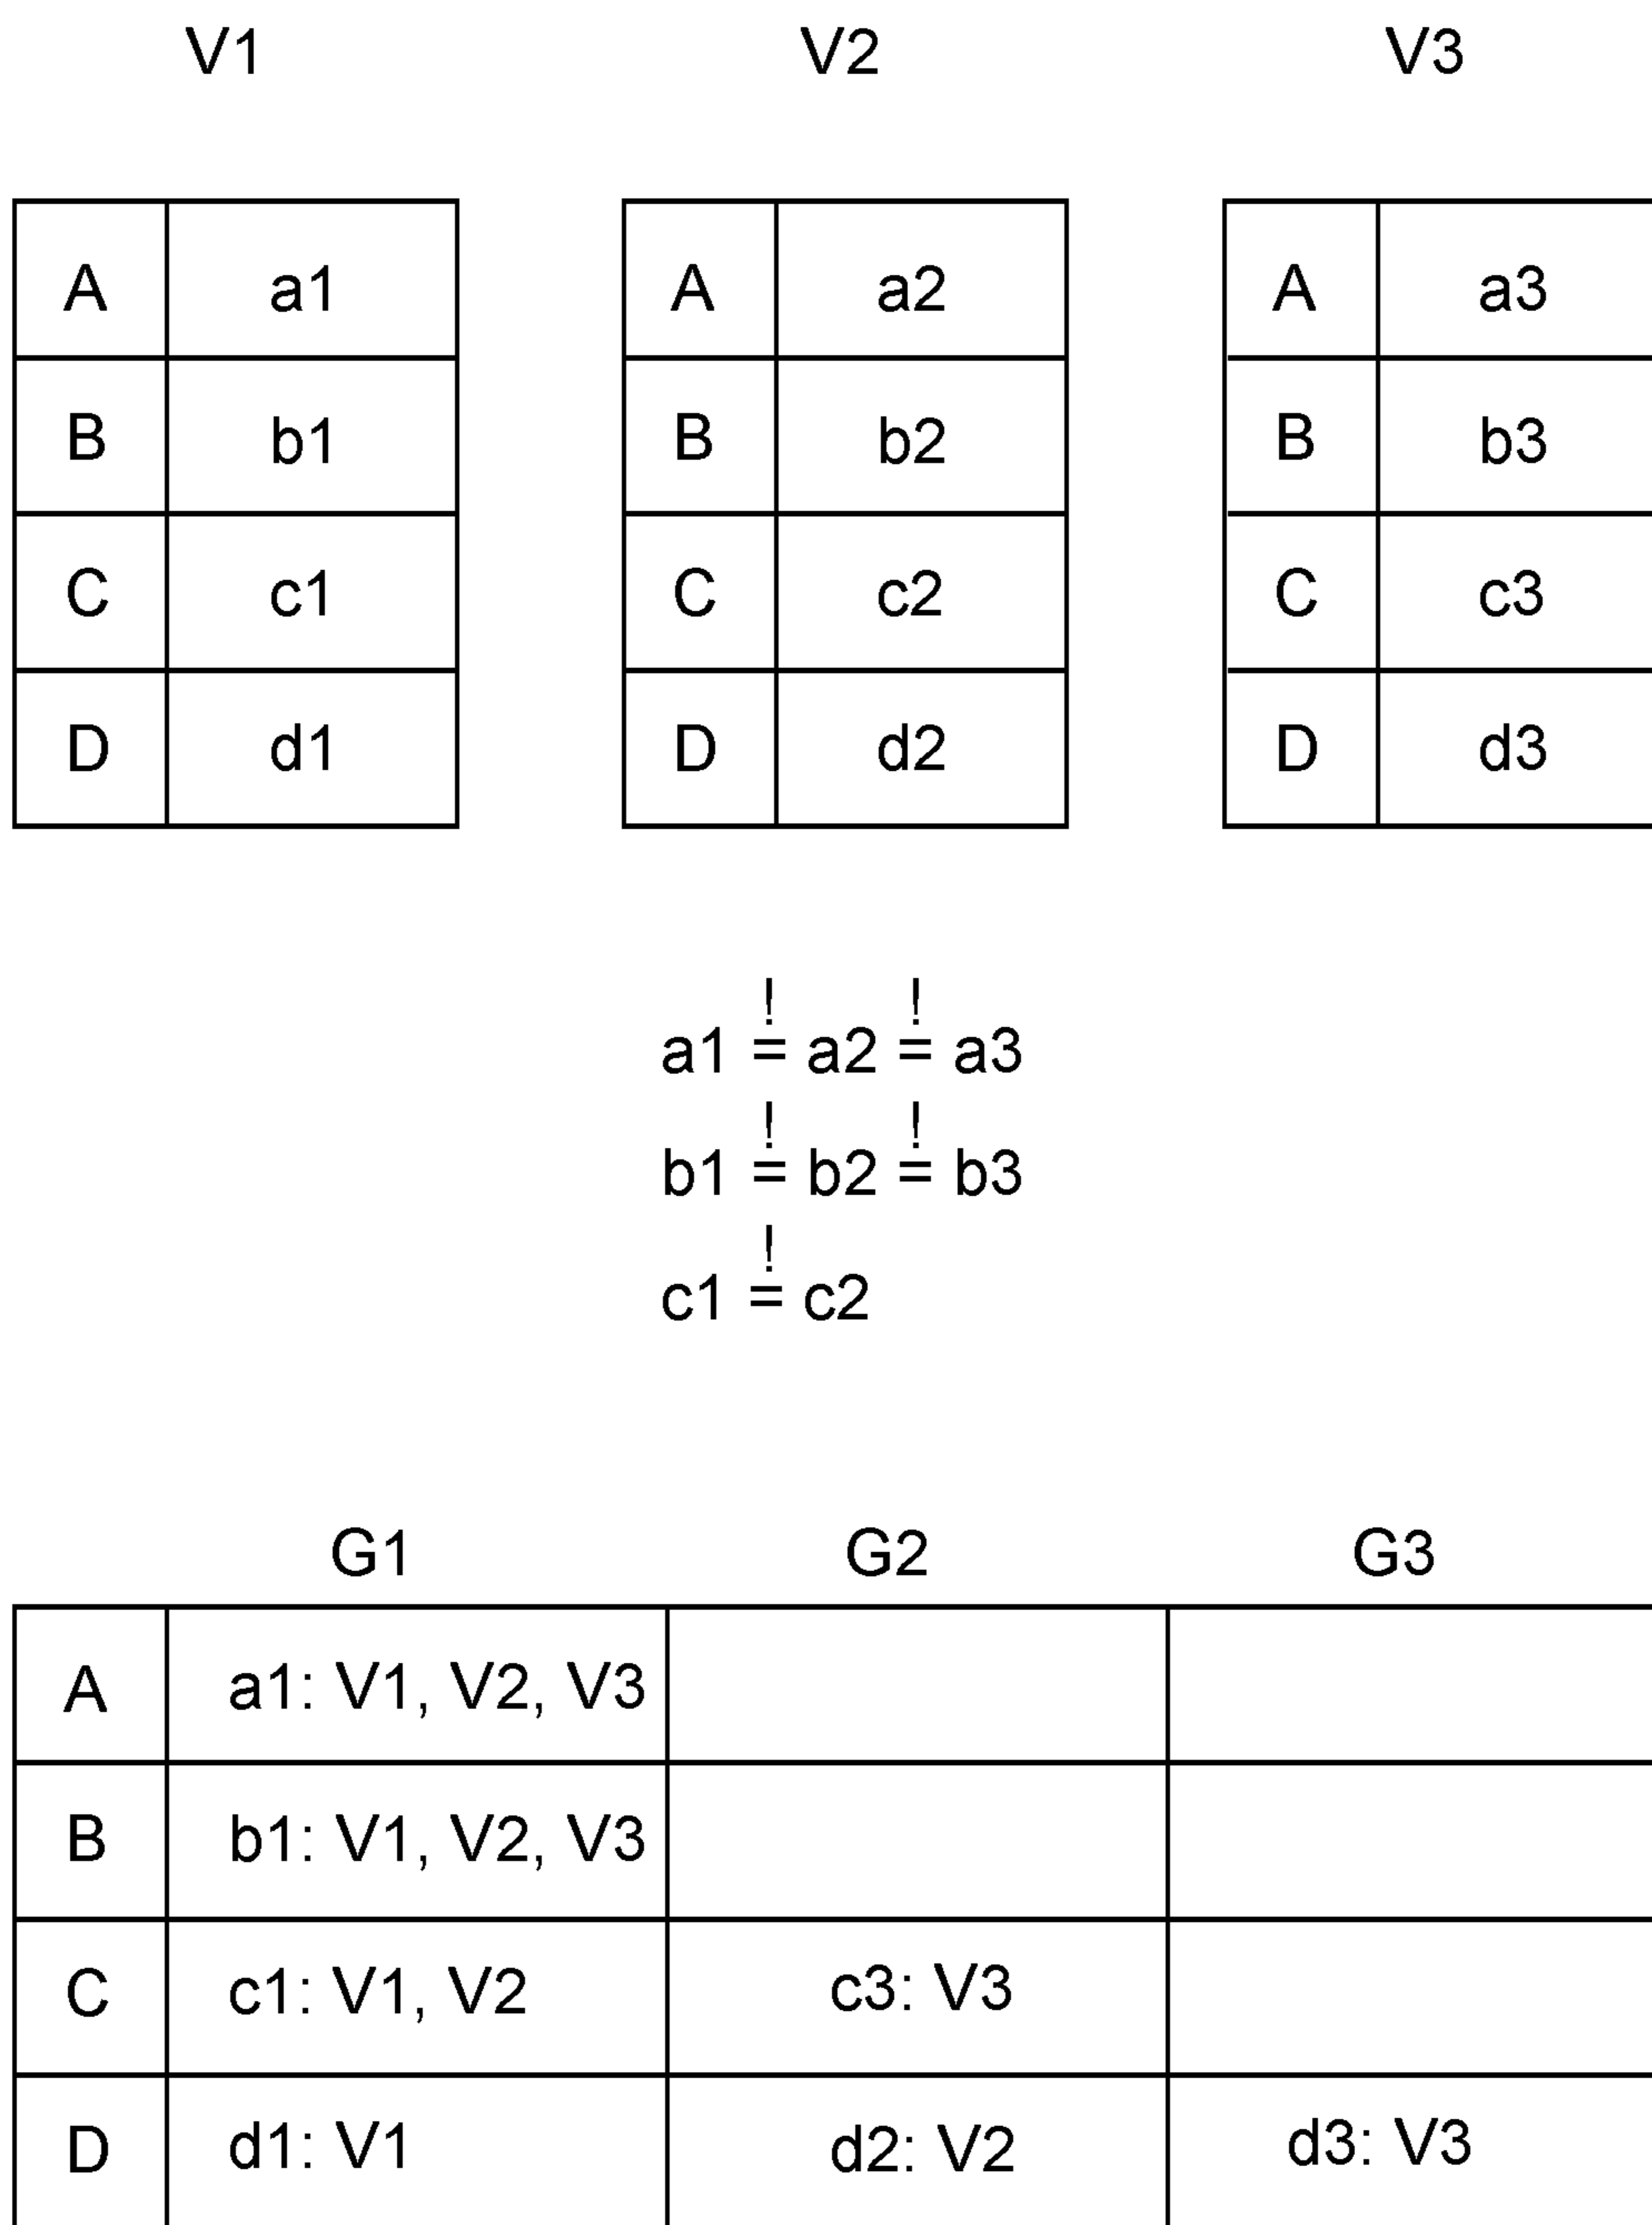 V1 V2 V3
A a1 A a2 A a3
B b1 B b2 B b3
C c1 C c2 C c3
D d1 D d2 D d3
! !
a1 = a2 = a3
! !
b1 = b2 = b3
!
c1 = c2
G1 G2 G3
A a1: V1, V2, V3
B b1: V1, V2, V3
C c1: V1, V2 c3: V3
D d1: V1 d2: V2 d3: V3